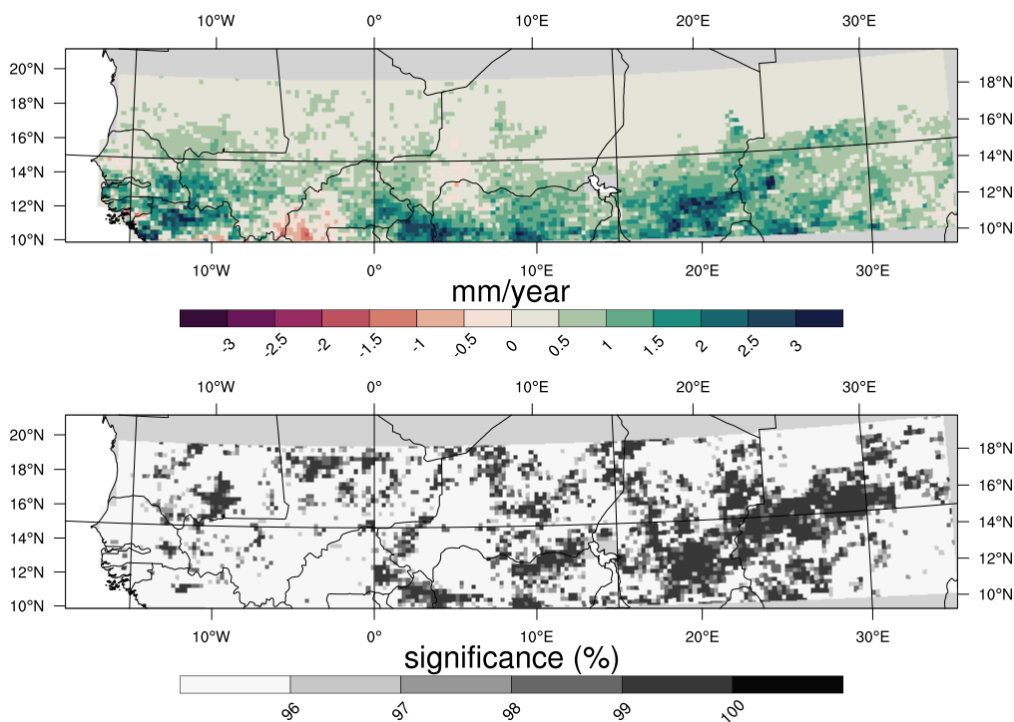 10°W 0° 10°E 20°E 30°E
20°N 18°N
18°N 16°N
16°N 14°N
14°N 12°N
12°N 10°N
10°N
10°W 0° 10°E 20°E 30°E
mm/year
-3 -2.5 -2 -1.5 -1 -0.5 0 0.5 1 1.5 2 2.5 3
10°W 0° 10°E 20°E 30°E
20°N 18°N
18°N 16°N
16°N 14°N
14°N 12°N
12°N 10°N
10°N
10°W 0° 10°E 20°E 30°E
significance (%)
96 97 98 99 100